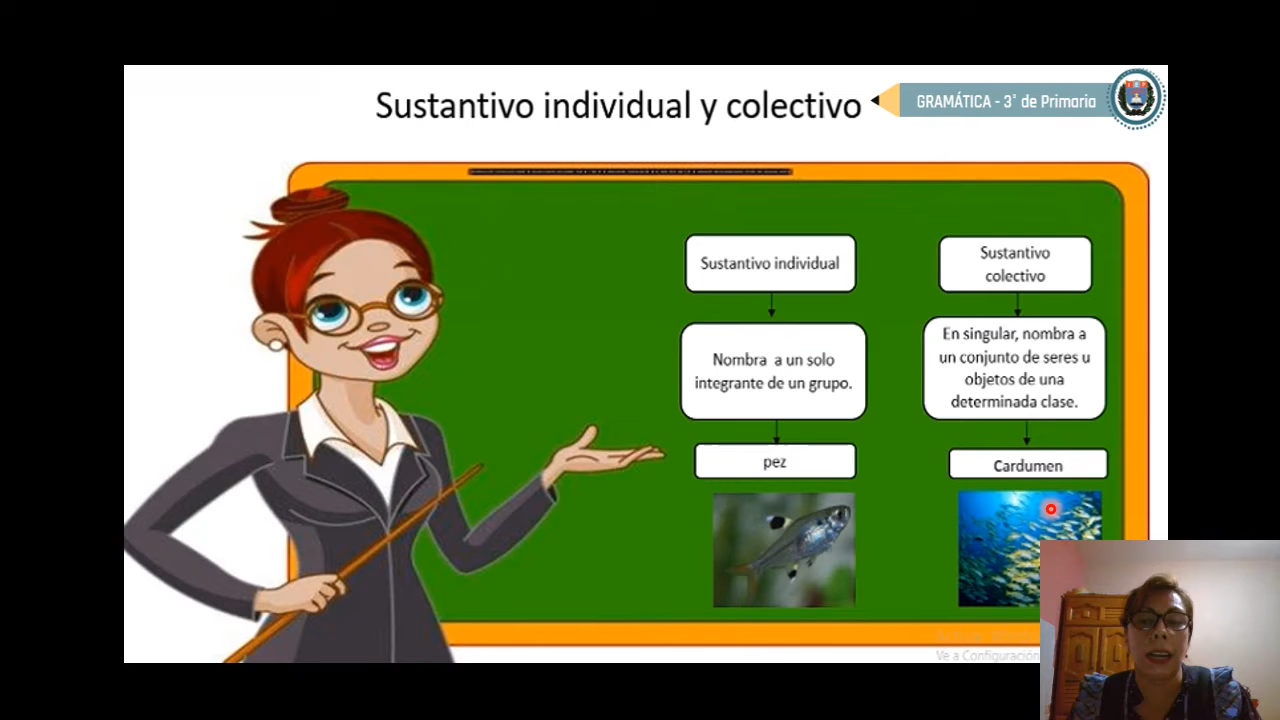 Sustantivo individual y colectivo
GRAMÁTICA - 3° de Primaria
Sustantivo individual
Nombra a un solo
integrante de un grupo.
pez
Sustantivo
colectivo
En singular, nombra a
un conjunto de seres u
objetos de una
determinada clase.
Cardumen
Ve a Configuración